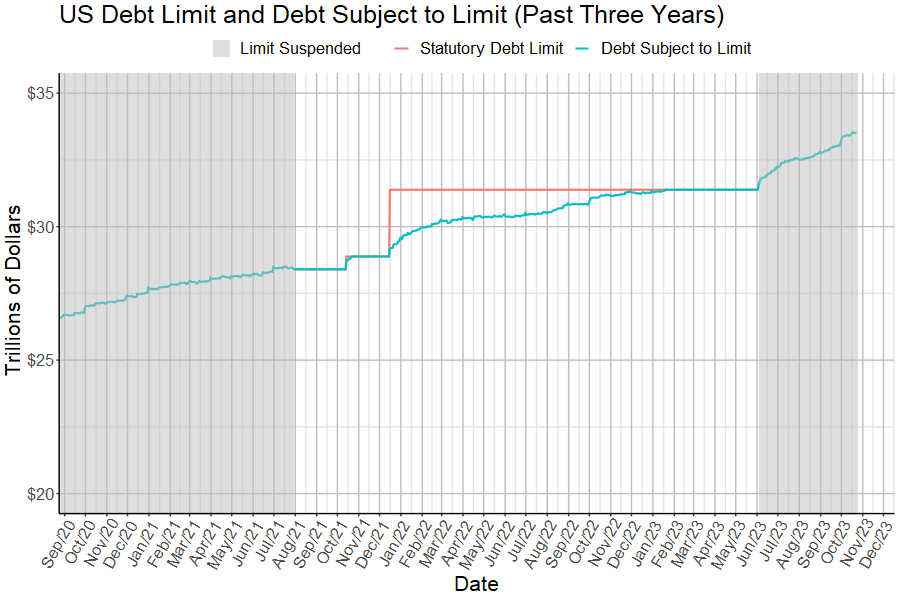 US Debt Limit and Debt Subject to Limit (Past Three Years)
Limit Suspended
Statutory Debt Limit
Debt Subject to Limit
Trillions of Dollars
$35
$30
$25
$20
Sep/20
Oct/20
Nov/20
Dec/20
Jan/21
Feb/21
Mar/21
Apr/21
May/21
Jun/21
Jul/21
Aug/21
Sep/21
Oct/21
Nov/21
Dec/21
Jan/22
Feb/22
Mar/22
Apr/22
May/22
Jun/22
Jul/22
Aug/22
Sep/22
Oct/22
Nov/22
Dec/22
Jan/23
Feb/23
Mar/23
Apr/23
May/23
Jun/23
Jul/23
Aug/23
Sep/23
Oct/23
Nov/23
Dec/23
Date